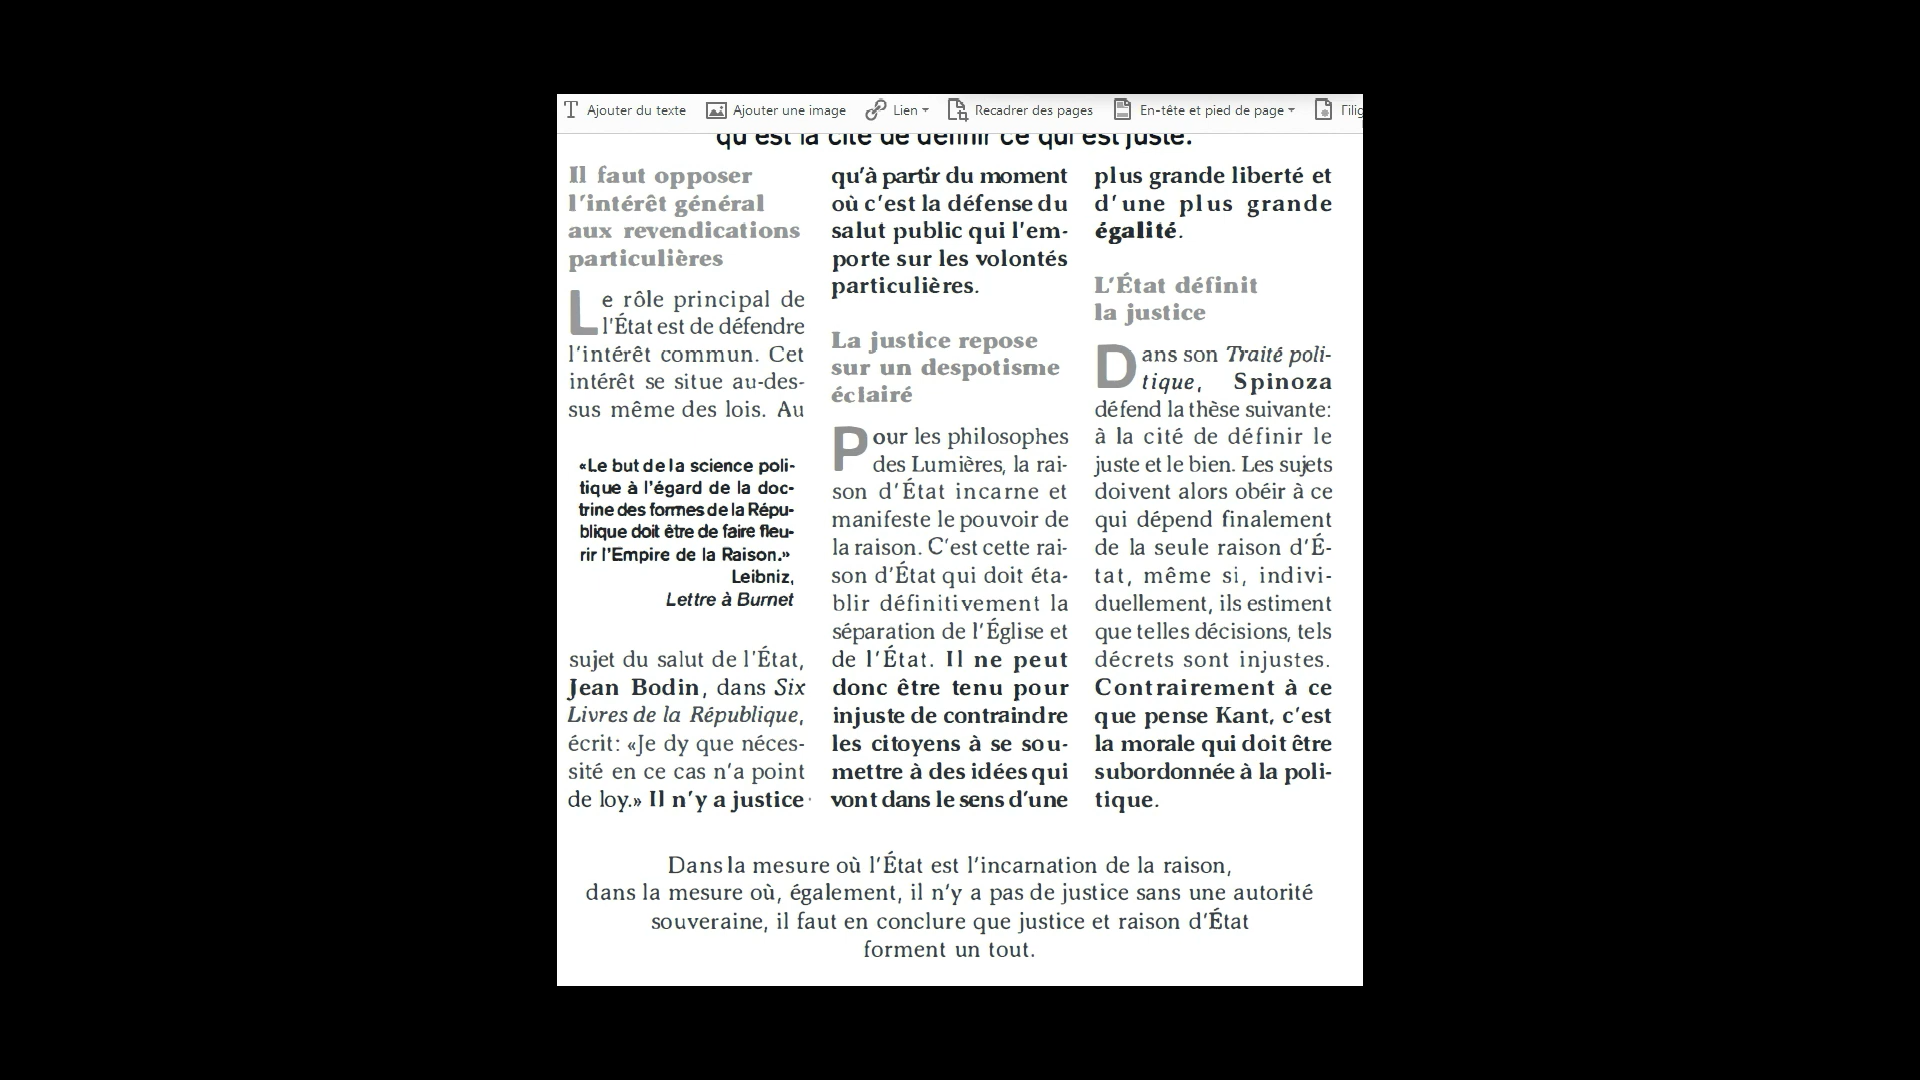 Ajouter du texte Ajouter une image Lien Recadrer des pages En-tête et pied de page Filig
qu'est la cité de définir ce qui est juste.
Il faut opposer
l'intérêt général
aux revendications
particulières
Le rôle principal de
l'État est de défendre
l'intérêt commun. Cet
intérêt se situe au-des-
sus même des lois. Au
«Le but de la science poli-
tique à l'égard de la doc-
trine des formes de la Répu-
blique doit être de faire fleu-
rir l'Empire de la Raison.»
Leibniz,
Lettre à Burnet
sujet du salut de l'État,
Jean Bodin, dans Six
Livres de la République,
écrit: «Je dy que néces-
sité en ce cas n'a point
de loy.» Il n'y a justice
qu'à partir du moment
où c'est la défense du
salut public qui l'em-
porte sur les volontés
particulières.
La justice repose
sur un despotisme
éclairé
Pour les philosophes
des Lumières, la rai-
son d'État incarne et
manifeste le pouvoir de
la raison. C'est cette rai-
son d'État qui doit éta-
blir définitivement la
séparation de l'Église et
de l'État. Il ne peut
donc être tenu pour
injuste de contraindre
les citoyens à se sou-
mettre à des idées qui
vont dans le sens d'une
plus grande liberté et
d'une plus grande
égalité.
L'État définit
la justice
Dans son Traité poli-
tique, Spinoza
défend la thèse suivante:
à la cité de définir le
juste et le bien. Les sujets
doivent alors obéir à ce
qui dépend finalement
de la seule raison d'É-
tat, même si, indivi-
duellement, ils estiment
que telles décisions, tels
décrets sont injustes.
Contrairement à ce
que pense Kant, c'est
la morale qui doit être
subordonnée à la poli-
tique.
Dans la mesure où l'État est l'incarnation de la raison,
dans la mesure où, également, il n'y a pas de justice sans une autorité
souveraine, il faut en conclure que justice et raison d'État
forment un tout.